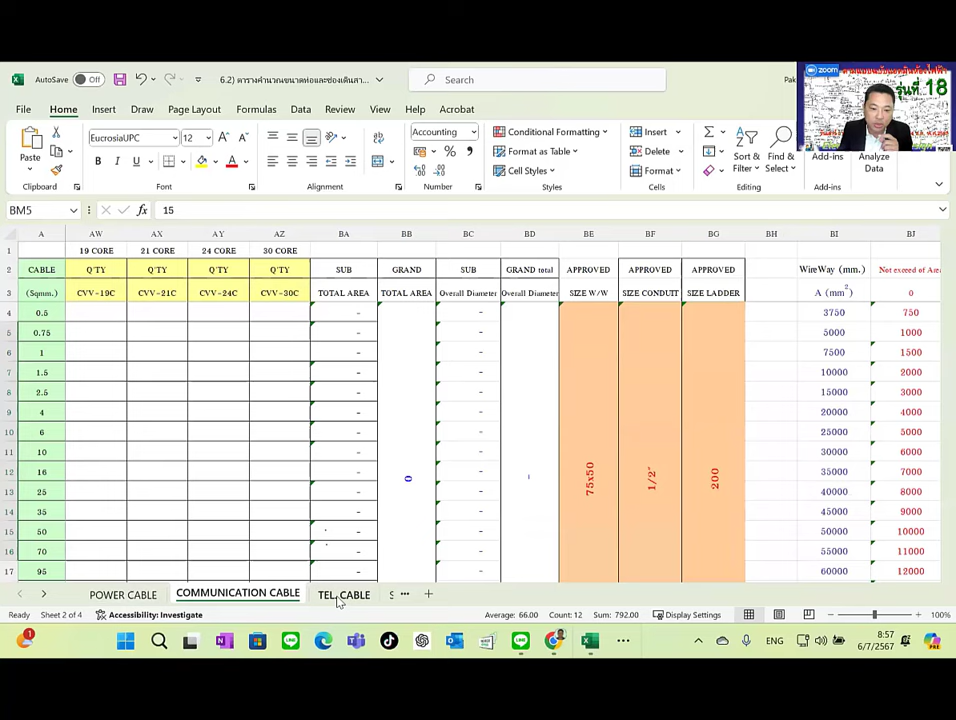 AutoSave Off 6.2) ตารางคำนวณขนาดท่อและช่องเดินสา... Search Pak
zoom
รุ่นที่ 18
File Home Insert Draw Page Layout Formulas Data Review View Help Acrobat
Paste EucrosiaUPC 12 Accounting Conditional Formatting Format as Table Cell Styles Insert Delete Format Sort & Filter Find & Select Add-ins Analyze Data
Clipboard Font Alignment Number Styles Cells Add-ins
BM5 15
A AW AX AY AZ BA BB BC BD BE BF BG BH BI BJ
1 19 CORE 21 CORE 24 CORE 30 CORE
2 CABLE Q'TY Q'TY Q'TY Q'TY SUB GRAND SUB GRAND total APPROVED APPROVED APPROVED WireWay (mm.) Not exceed of Area
3 (Sqmm.) CVV-19C CVV-21C CVV-24C CVV-30C TOTAL AREA TOTAL AREA Overall Diameter Overall Diameter SIZE W/W SIZE CONDUIT SIZE LADDER A (mm²) 0
4 0.5 - - 3750 750
5 0.75 - - 5000 1000
6 1 - - 7500 1500
7 1.5 - - 10000 2000
8 2.5 - - 15000 3000
9 4 - - 20000 4000
10 6 - - 25000 5000
11 10 - - 30000 6000
12 16 - 0 - - 75x50 1/2" 200 35000 7000
13 25 - - 40000 8000
14 35 - - 45000 9000
15 50 - - 50000 10000
16 70 - - 55000 11000
17 95 - - 60000 12000
POWER CABLE COMMUNICATION CABLE TEL. CABLE S ... +
Ready Sheet 2 of 4 Accessibility: Investigate Average: 66.00 Count: 12 Sum: 792.00 Display Settings 100%
1 ENG 8:57
6/7/2567
PRE